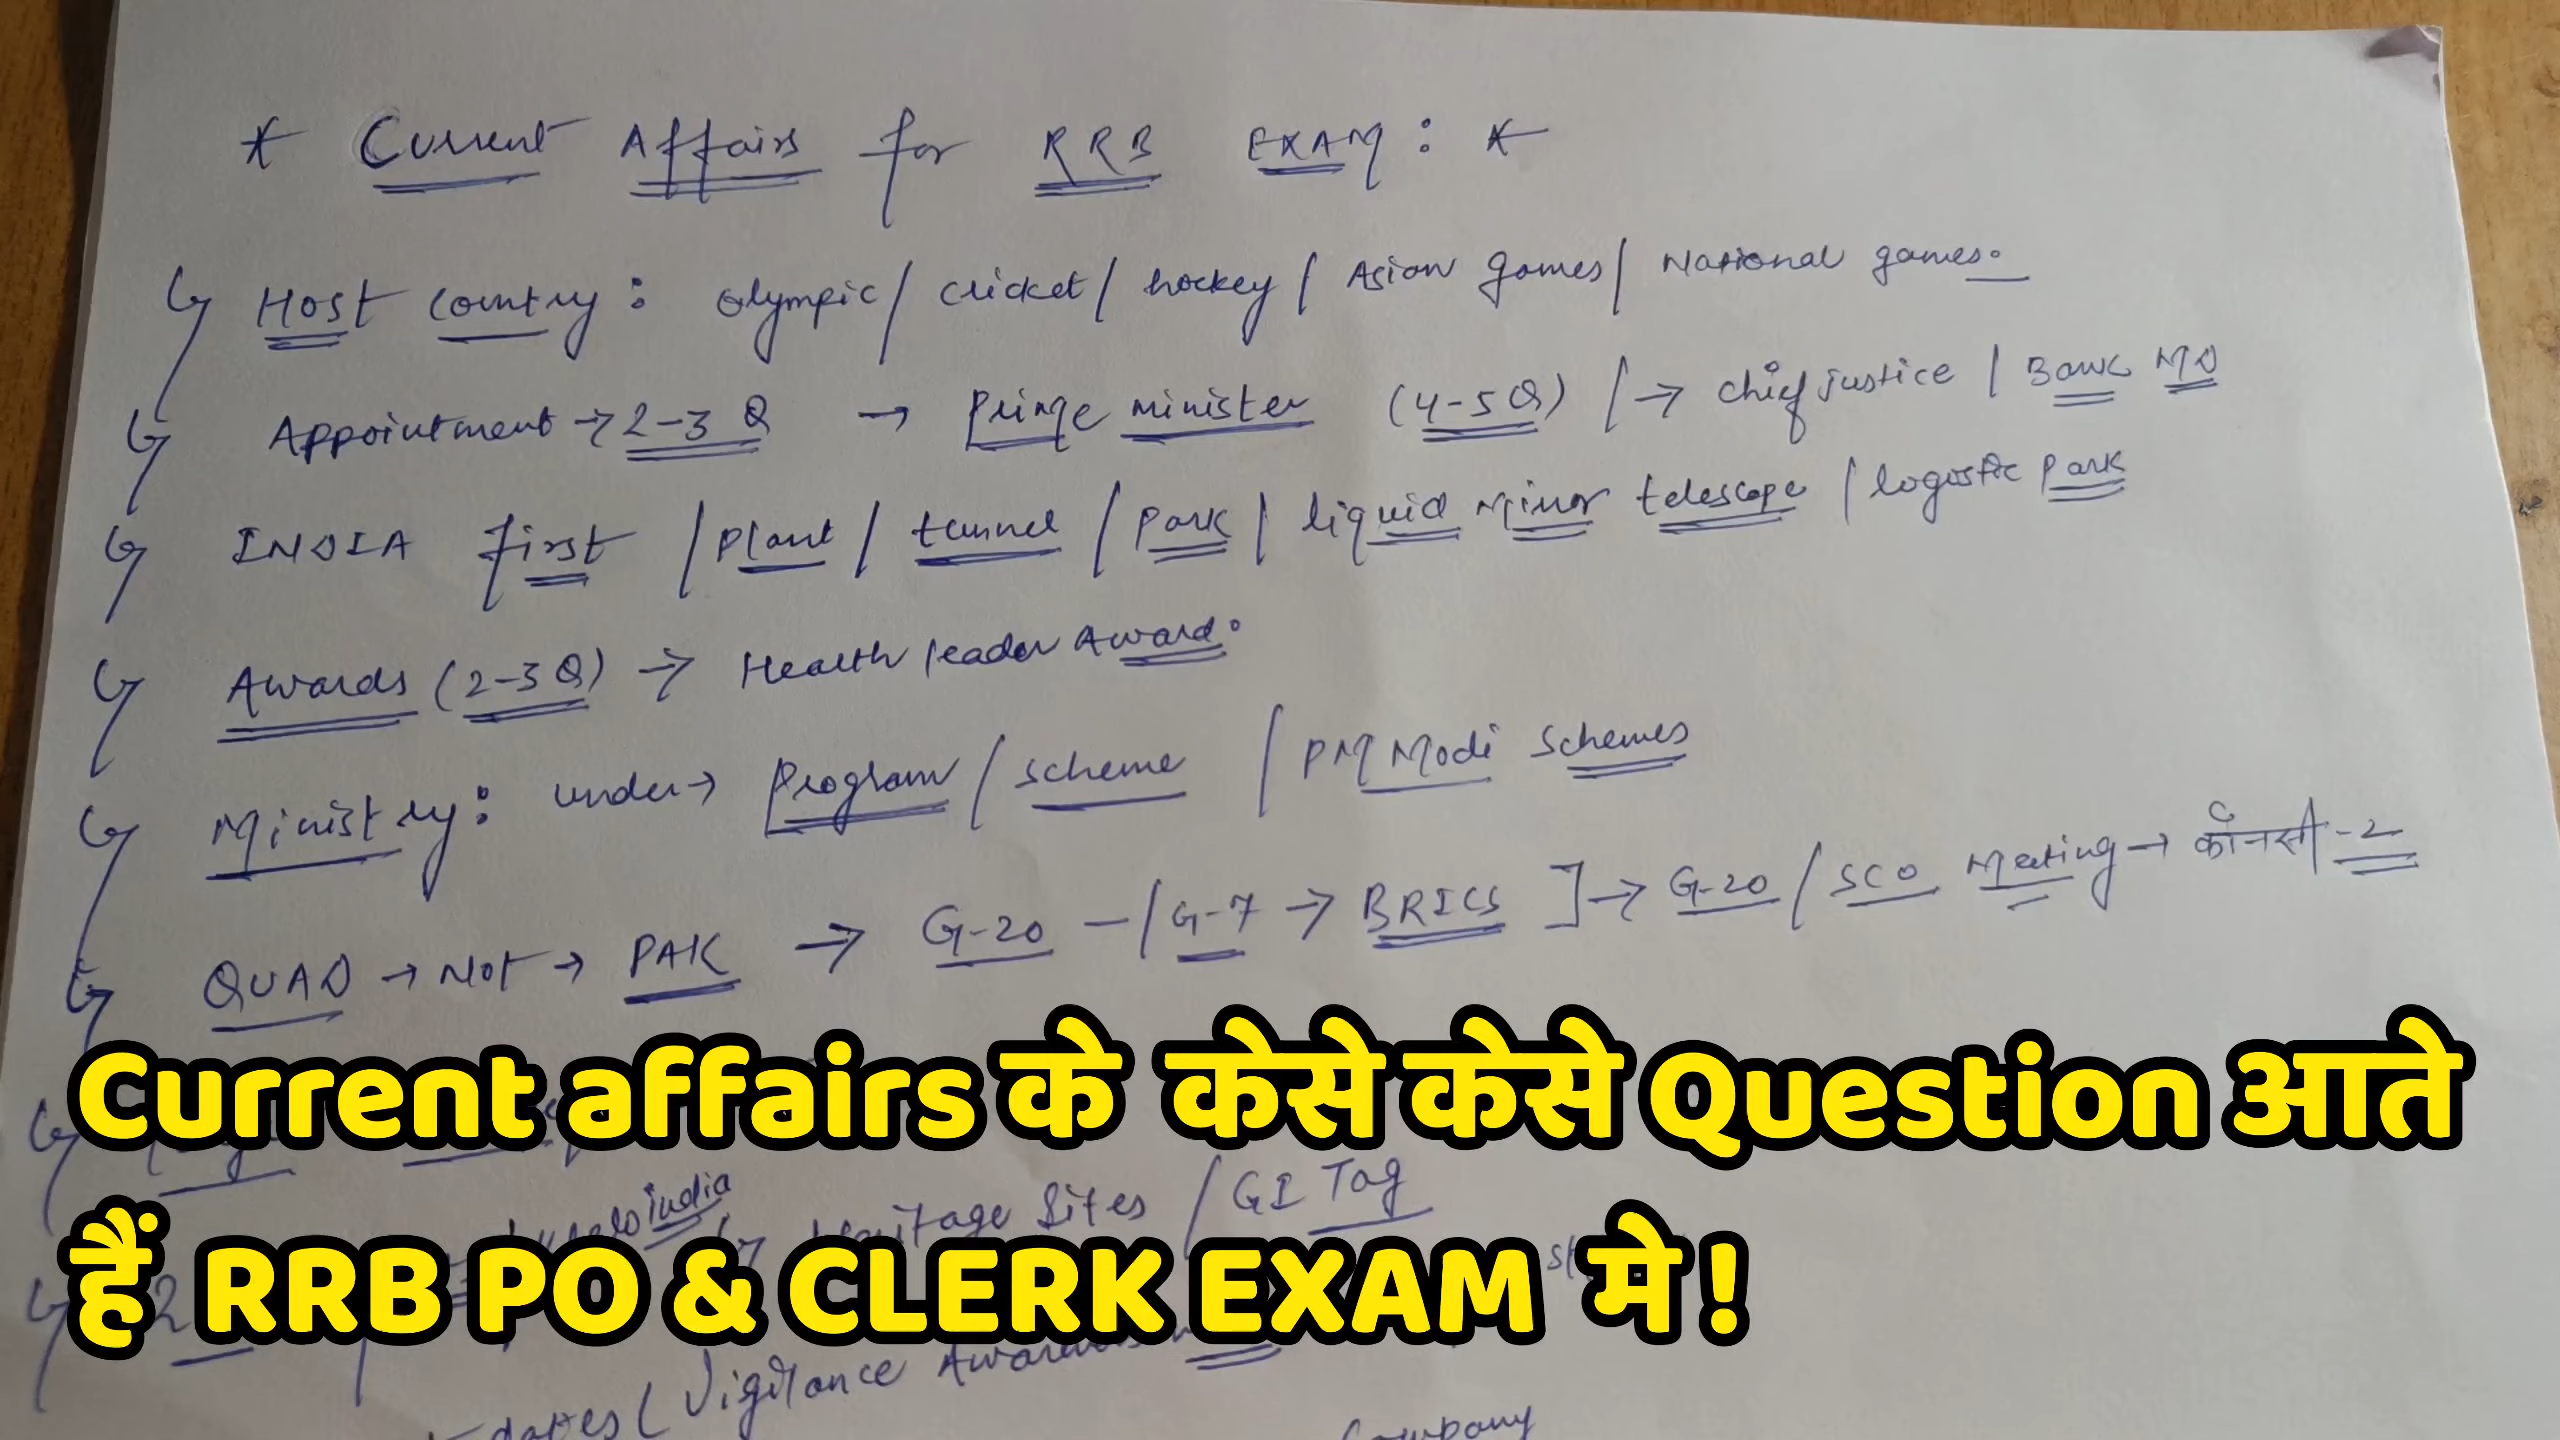 * Current Affairs for RRB EXAM : *
Host country : olympic / cricket / hockey / Asian games / National games.
Appointment → 2-3 Q → Prime minister (4-5 Q) / → chief justice / Bank MD
INDIA first / Plant / tunnel / Park / liquid Mirror telescope / logistic Park
Awards (2-3 Q) → Health leader Award.
Ministry : under → Program / scheme / PM Modi Schemes
QUAD → Not → PAK → G-20 - / G-7 → BRICS ] → G-20 / SCO Meeting → कौनसी - 2
Current affairs के केसे केसे Question आते
india Heritage Sites / GI Tag
हैं RRB PO & CLERK EXAM मे !
dates ( Vigilance Awareness
Company